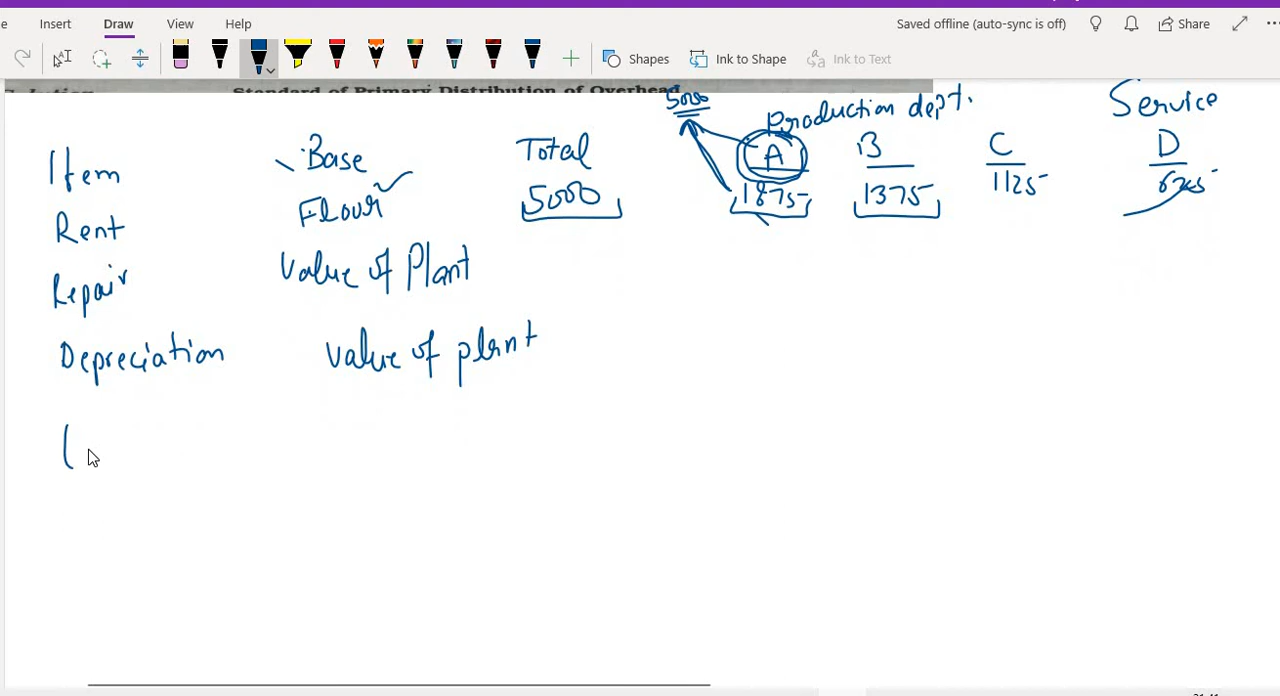 Insert Draw View Help Saved offline (auto-sync is off) Share
Shapes Ink to Shape Ink to Text
Standard of Primary Distribution of Overhead
5000 Production dept. Service
Item Base Total A B C D
Rent Flour 5000 1875 1375 1125 625
Repair Value of Plant
Depreciation Value of plant